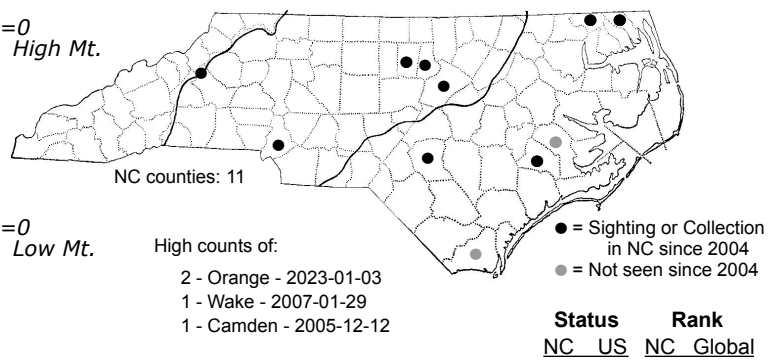 =0
High Mt.
NC counties: 11
=0
Low Mt.
High counts of:
2 - Orange - 2023-01-03
1 - Wake - 2007-01-29
1 - Camden - 2005-12-12
= Sighting or Collection
in NC since 2004
= Not seen since 2004
Status Rank
NC US NC Global